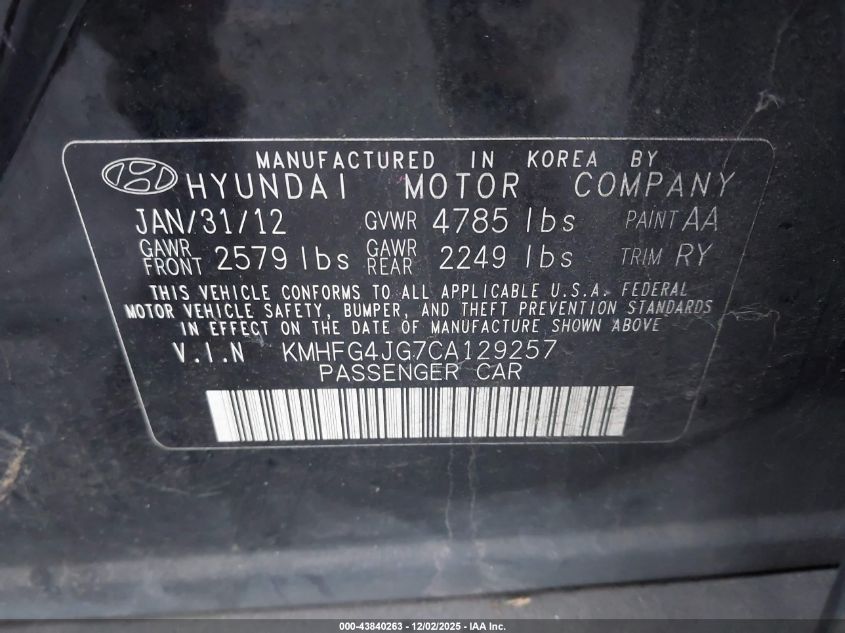 MANUFACTURED IN KOREA BY
HYUNDAI MOTOR COMPANY
JAN/31/12 GVWR 4785 lbs PAINT AA
GAWR FRONT 2579 lbs GAWR REAR 2249 lbs TRIM RY
THIS VEHICLE CONFORMS TO ALL APPLICABLE U.S.A. FEDERAL
MOTOR VEHICLE SAFETY, BUMPER, AND THEFT PREVENTION STANDARDS
IN EFFECT ON THE DATE OF MANUFACTURE SHOWN ABOVE
V.I.N KMHFG4JG7CA129257
PASSENGER CAR
000-43840263 - 12/02/2025 - © IAA Inc.